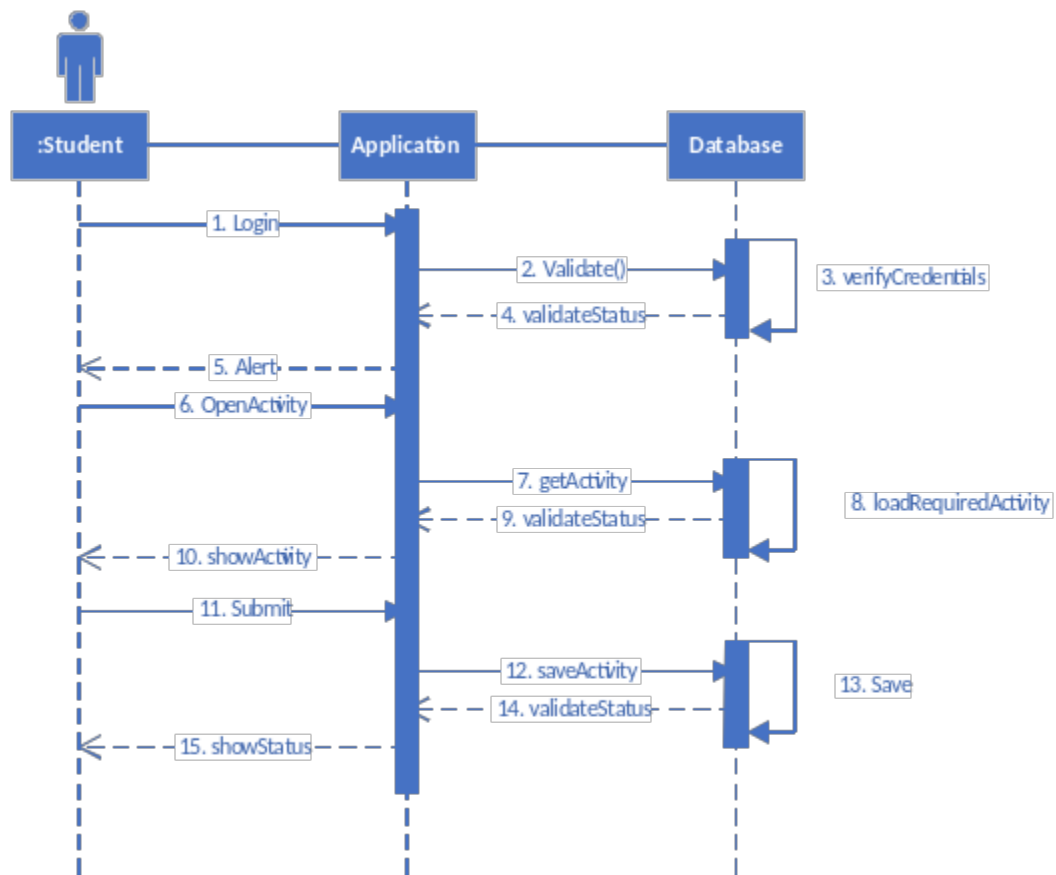 :Student
Application
Database
1. Login
2. Validate()
3. verifyCredentials
4. validateStatus
5. Alert
6. OpenActivity
7. getActivity
8. loadRequiredActivity
9. validateStatus
10. showActivity
11. Submit
12. saveActivity
13. Save
14. validateStatus
15. showStatus